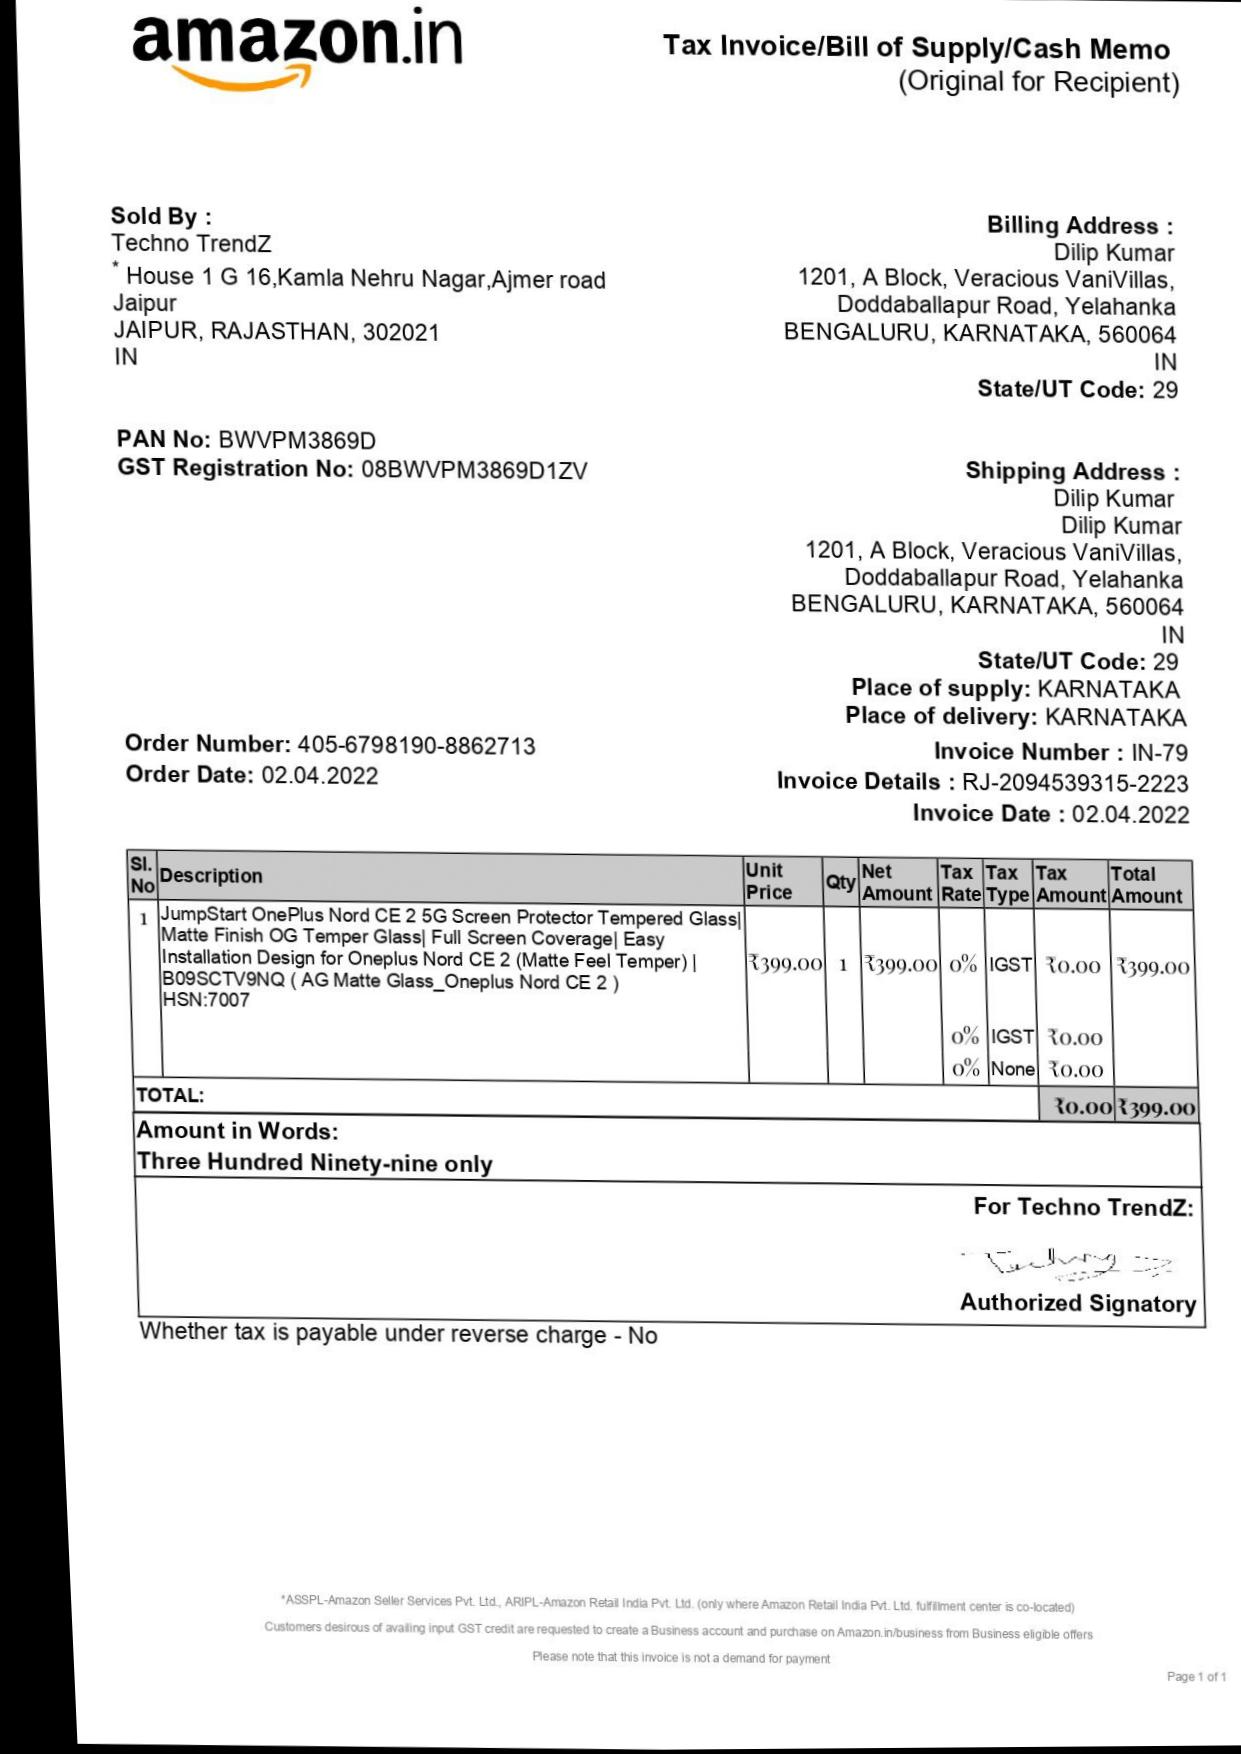 amazon.in
Tax Invoice/Bill of Supply/Cash Memo
(Original for Recipient)
Sold By :
Techno TrendZ
* House 1 G 16,Kamla Nehru Nagar,Ajmer road
Jaipur
JAIPUR, RAJASTHAN, 302021
IN
PAN No: BWVPM3869D
GST Registration No: 08BWVPM3869D1ZV
Billing Address :
Dilip Kumar
1201, A Block, Veracious VaniVillas,
Doddaballapur Road, Yelahanka
BENGALURU, KARNATAKA, 560064
IN
State/UT Code: 29
Shipping Address :
Dilip Kumar
Dilip Kumar
1201, A Block, Veracious VaniVillas,
Doddaballapur Road, Yelahanka
BENGALURU, KARNATAKA, 560064
IN
State/UT Code: 29
Place of supply: KARNATAKA
Place of delivery: KARNATAKA
Order Number: 405-6798190-8862713
Order Date: 02.04.2022
Invoice Number : IN-79
Invoice Details : RJ-2094539315-2223
Invoice Date : 02.04.2022
Sl. No Description Unit Price Qty Net Amount Tax Rate Tax Type Tax Amount Total Amount
1 JumpStart OnePlus Nord CE 2 5G Screen Protector Tempered Glass|
Matte Finish OG Temper Glass| Full Screen Coverage| Easy
Installation Design for Oneplus Nord CE 2 (Matte Feel Temper) | ₹399.00 1 ₹399.00 0% IGST ₹0.00 ₹399.00
B09SCTV9NQ ( AG Matte Glass_Oneplus Nord CE 2 )
HSN:7007
0% IGST ₹0.00
0% None ₹0.00
TOTAL: ₹0.00 ₹399.00
Amount in Words:
Three Hundred Ninety-nine only
For Techno TrendZ:
Authorized Signatory
Whether tax is payable under reverse charge - No
*ASSPL-Amazon Seller Services Pvt. Ltd., ARIPL-Amazon Retail India Pvt. Ltd. (only where Amazon Retail India Pvt. Ltd. fulfillment center is co-located)
Customers desirous of availing input GST credit are requested to create a Business account and purchase on Amazon.in/business from Business eligible offers
Please note that this invoice is not a demand for payment
Page 1 of 1